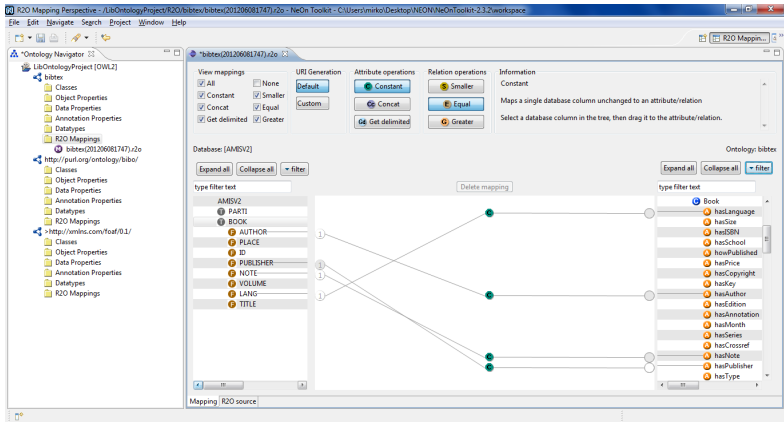 R2O Mapping Perspective - /LibOntologyProject/R2O/bibtex/bibtex(201206081747).r2o - NeOn Toolkit - C:\Users\mirko\Desktop\NEON\NeOnToolkit-2.3.2\workspace
File Edit Navigate Search Project Window Help
R2O Mappin...
*Ontology Navigator
*bibtex(201206081747).r2o
LibOntologyProject [OWL2]
bibtex
Classes
Object Properties
Data Properties
Annotation Properties
Datatypes
R2O Mappings
bibtex(201206081747).r2o
http://purl.org/ontology/bibo/
Classes
Object Properties
Data Properties
Annotation Properties
Datatypes
R2O Mappings
>http://xmlns.com/foaf/0.1/
Classes
Object Properties
Data Properties
Annotation Properties
Datatypes
R2O Mappings
View mappings
All None
Constant Smaller
Concat Equal
Get delimited Greater
URI Generation
Default
Custom
Attribute operations
C Constant
Cc Concat
Gd Get delimited
Relation operations
S Smaller
E Equal
G Greater
Information
Constant
Maps a single database column unchanged to an attribute/relation
Select a database column in the tree, then drag it to the attribute/relation.
Database: [AMISV2] Ontology: bibtex
Expand all Collapse all filter
Expand all Collapse all filter
type filter text Delete mapping type filter text
AMISV2
T PARTI
T BOOK
F AUTHOR
F PLACE
F ID
F PUBLISHER
F NOTE
F VOLUME
F LANG
F TITLE
1
1
1
1
C
C
C
C
C Book
A hasLanguage
A hasSize
A hasISBN
A hasSchool
A howPublished
A hasPrice
A hasCopyright
A hasKey
A hasAuthor
A hasEdition
A hasAnnotation
A hasMonth
A hasSeries
A hasCrossref
A hasNote
A hasPublisher
A hasType
Mapping R2O source